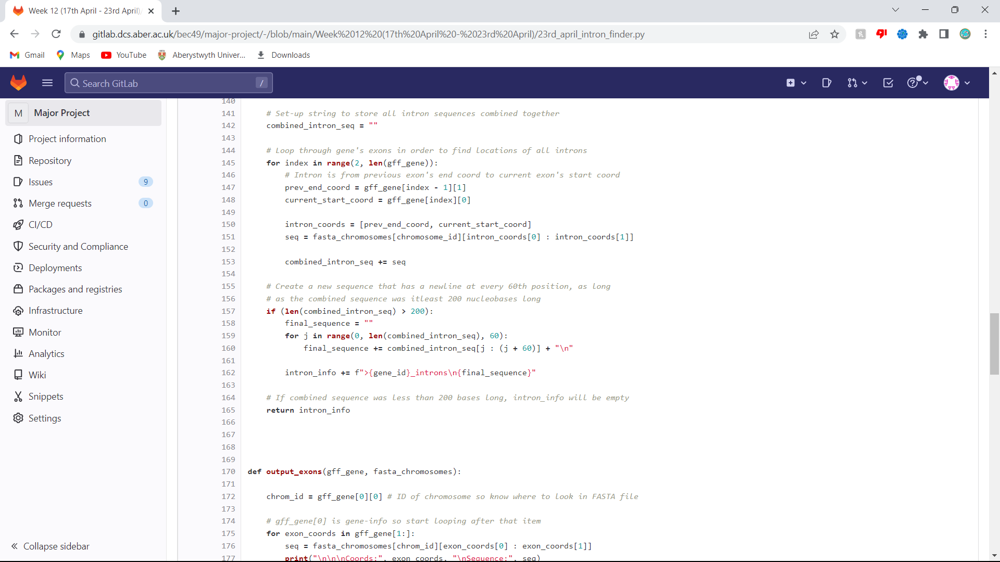 Week 12 (17th April - 23rd April)
gitlab.dcs.aber.ac.uk/bec49/major-project/-/blob/main/Week%2012%20(17th%20April%20-%2023rd%20April)/23rd_april_intron_finder.py
Gmail Maps YouTube Aberystwyth Univer... Downloads
Search GitLab /
M Major Project
Project information
Repository
Issues 9
Merge requests 0
CI/CD
Security and Compliance
Deployments
Packages and registries
Infrastructure
Monitor
Analytics
Wiki
Snippets
Settings
Collapse sidebar
140
141 # Set-up string to store all intron sequences combined together
142 combined_intron_seq = ""
143
144 # Loop through gene's exons in order to find locations of all introns
145 for index in range(2, len(gff_gene)):
146 # Intron is from previous exon's end coord to current exon's start coord
147 prev_end_coord = gff_gene[index - 1][1]
148 current_start_coord = gff_gene[index][0]
149
150 intron_coords = [prev_end_coord, current_start_coord]
151 seq = fasta_chromosomes[chromosome_id][intron_coords[0] : intron_coords[1]]
152
153 combined_intron_seq += seq
154
155 # Create a new sequence that has a newline at every 60th position, as long
156 # as the combined sequence was itleast 200 nucleobases long
157 if (len(combined_intron_seq) > 200):
158 final_sequence = ""
159 for j in range(0, len(combined_intron_seq), 60):
160 final_sequence += combined_intron_seq[j : (j + 60)] + "\n"
161
162 intron_info += f">{gene_id}_introns\n{final_sequence}"
163
164 # If combined sequence was less than 200 bases long, intron_info will be empty
165 return intron_info
166
167
168
169
170 def output_exons(gff_gene, fasta_chromosomes):
171
172 chrom_id = gff_gene[0][0] # ID of chromosome so know where to look in FASTA file
173
174 # gff_gene[0] is gene-info so start looping after that item
175 for exon_coords in gff_gene[1:]:
176 seq = fasta_chromosomes[chrom_id][exon_coords[0] : exon_coords[1]]
177 print("\n\n\nCoords:", exon_coords, "\nSequence:", seq)